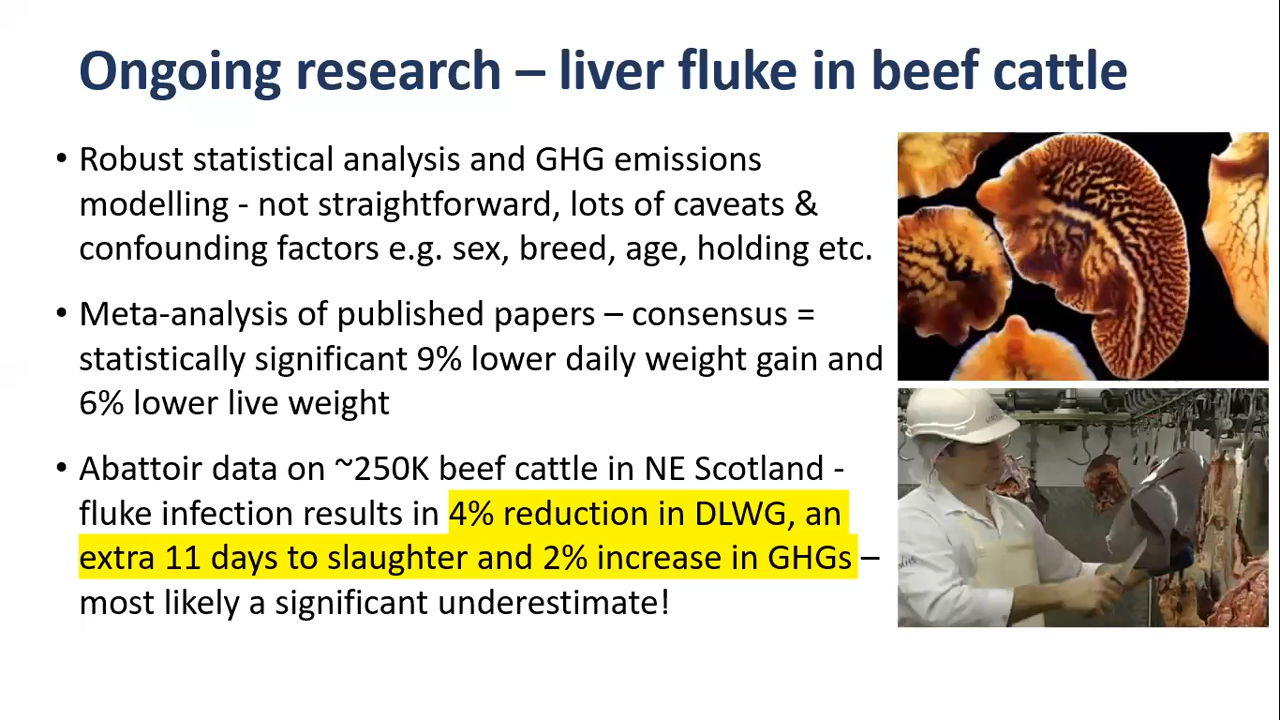 Ongoing research – liver fluke in beef cattle
• Robust statistical analysis and GHG emissions
modelling - not straightforward, lots of caveats &
confounding factors e.g. sex, breed, age, holding etc.
• Meta-analysis of published papers – consensus =
statistically significant 9% lower daily weight gain and
6% lower live weight
• Abattoir data on ~250K beef cattle in NE Scotland -
fluke infection results in 4% reduction in DLWG, an
extra 11 days to slaughter and 2% increase in GHGs –
most likely a significant underestimate!